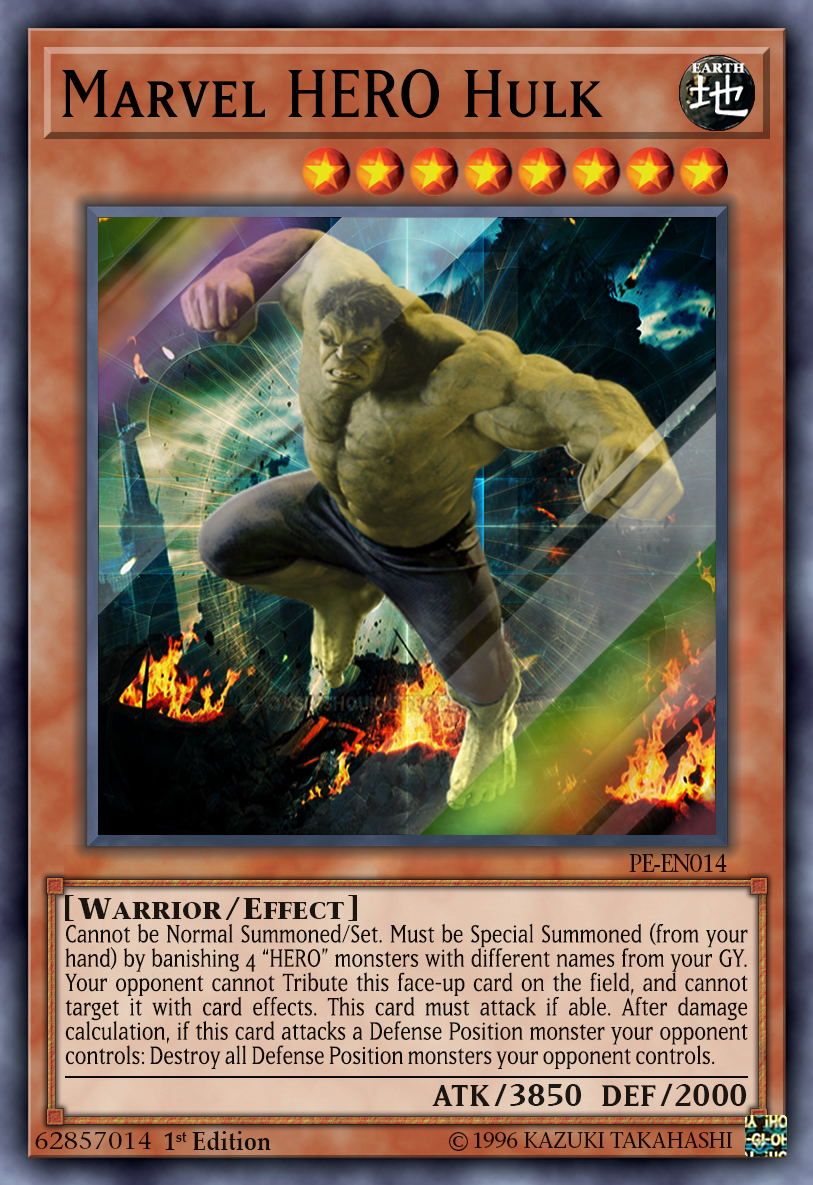 Marvel HERO Hulk
EARTH
地
PE-EN014
[Warrior/Effect]
Cannot be Normal Summoned/Set. Must be Special Summoned (from your
hand) by banishing 4 “HERO” monsters with different names from your GY.
Your opponent cannot Tribute this face-up card on the field, and cannot
target it with card effects. This card must attack if able. After damage
calculation, if this card attacks a Defense Position monster your opponent
controls: Destroy all Defense Position monsters your opponent controls.
ATK/3850 DEF/2000
62857014 1st Edition
©1996 KAZUKI TAKAHASHI